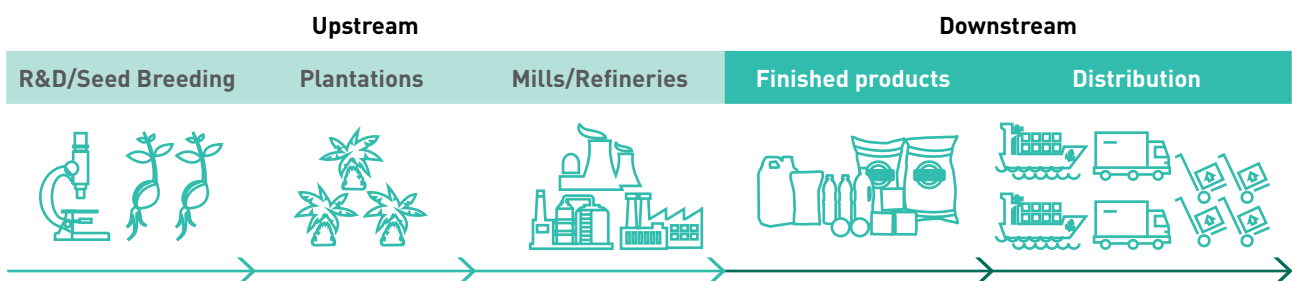 Upstream
Downstream
R&D/Seed Breeding
Plantations
Mills/Refineries
Finished products
Distribution